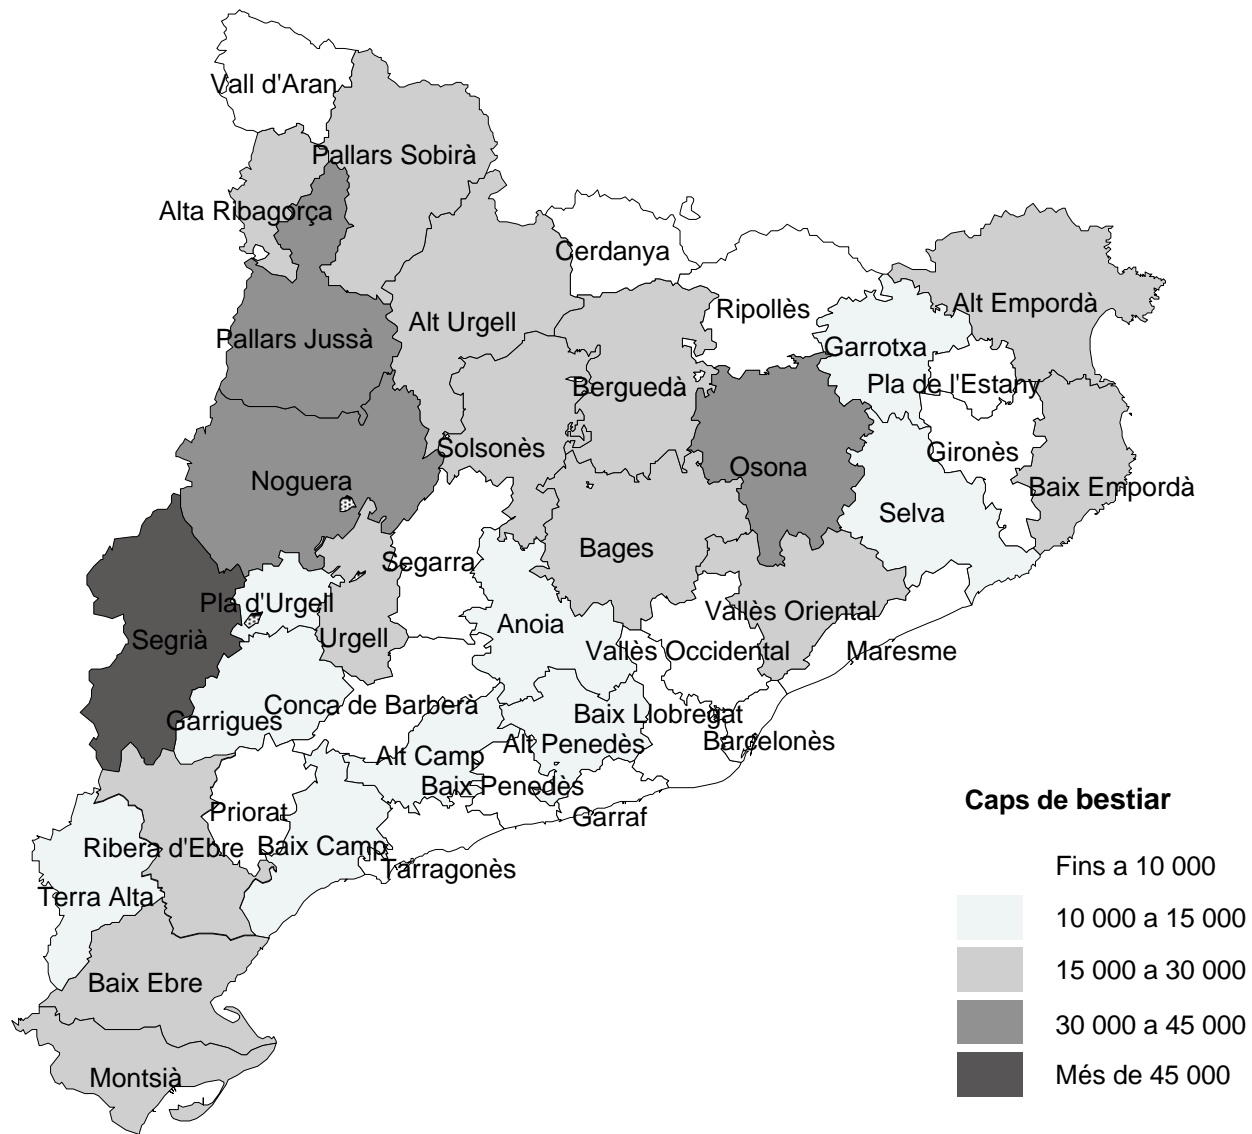 Vall d'Aran
Pallars Sobirà
Alta Ribagorça
Cerdanya
Alt Empordà
Ripollès
Alt Urgell
Pallars Jussà
Garrotxa
Pla de l'Estany
Berguedà
Solsonès
Gironès
Osona
Noguera
Baix Empordà
Selva
Bages
Segarra
Pla d'Urgell
Vallès Oriental
Anoia
Urgell
Segrià
Vallès Occidental
Maresme
Conca de Barberà
Baix Llobregat
Garrigues
Barcelonès
Alt Penedès
Alt Camp
Baix Penedès
Priorat
Garraf
Ribera d'Ebre
Baix Camp
Tarragonès
Terra Alta
Baix Ebre
Montsià
Caps de bestiar
Fins a 10 000
10 000 a 15 000
15 000 a 30 000
30 000 a 45 000
Més de 45 000